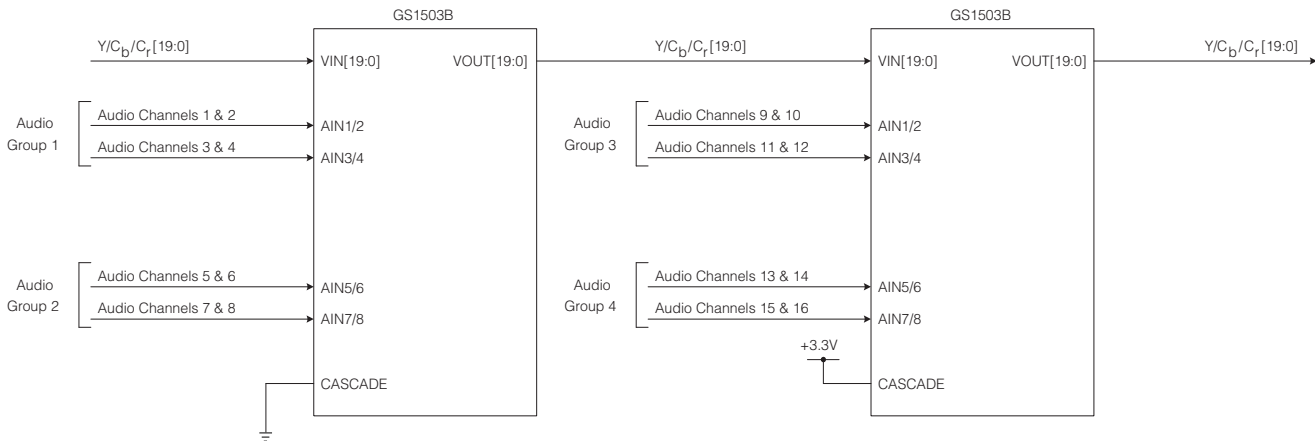 GS1503B
GS1503B
Y/Cb/Cr[19:0]
Y/Cb/Cr[19:0]
Y/Cb/Cr[19:0]
VIN[19:0]
VOUT[19:0]
VIN[19:0]
VOUT[19:0]
Audio
Group 1
Audio Channels 1 & 2
AIN1/2
Audio Channels 3 & 4
AIN3/4
Audio
Group 3
Audio Channels 9 & 10
AIN1/2
Audio Channels 11 & 12
AIN3/4
Audio
Group 2
Audio Channels 5 & 6
AIN5/6
Audio Channels 7 & 8
AIN7/8
Audio
Group 4
Audio Channels 13 & 14
AIN5/6
Audio Channels 15 & 16
AIN7/8
+3.3V
CASCADE
CASCADE